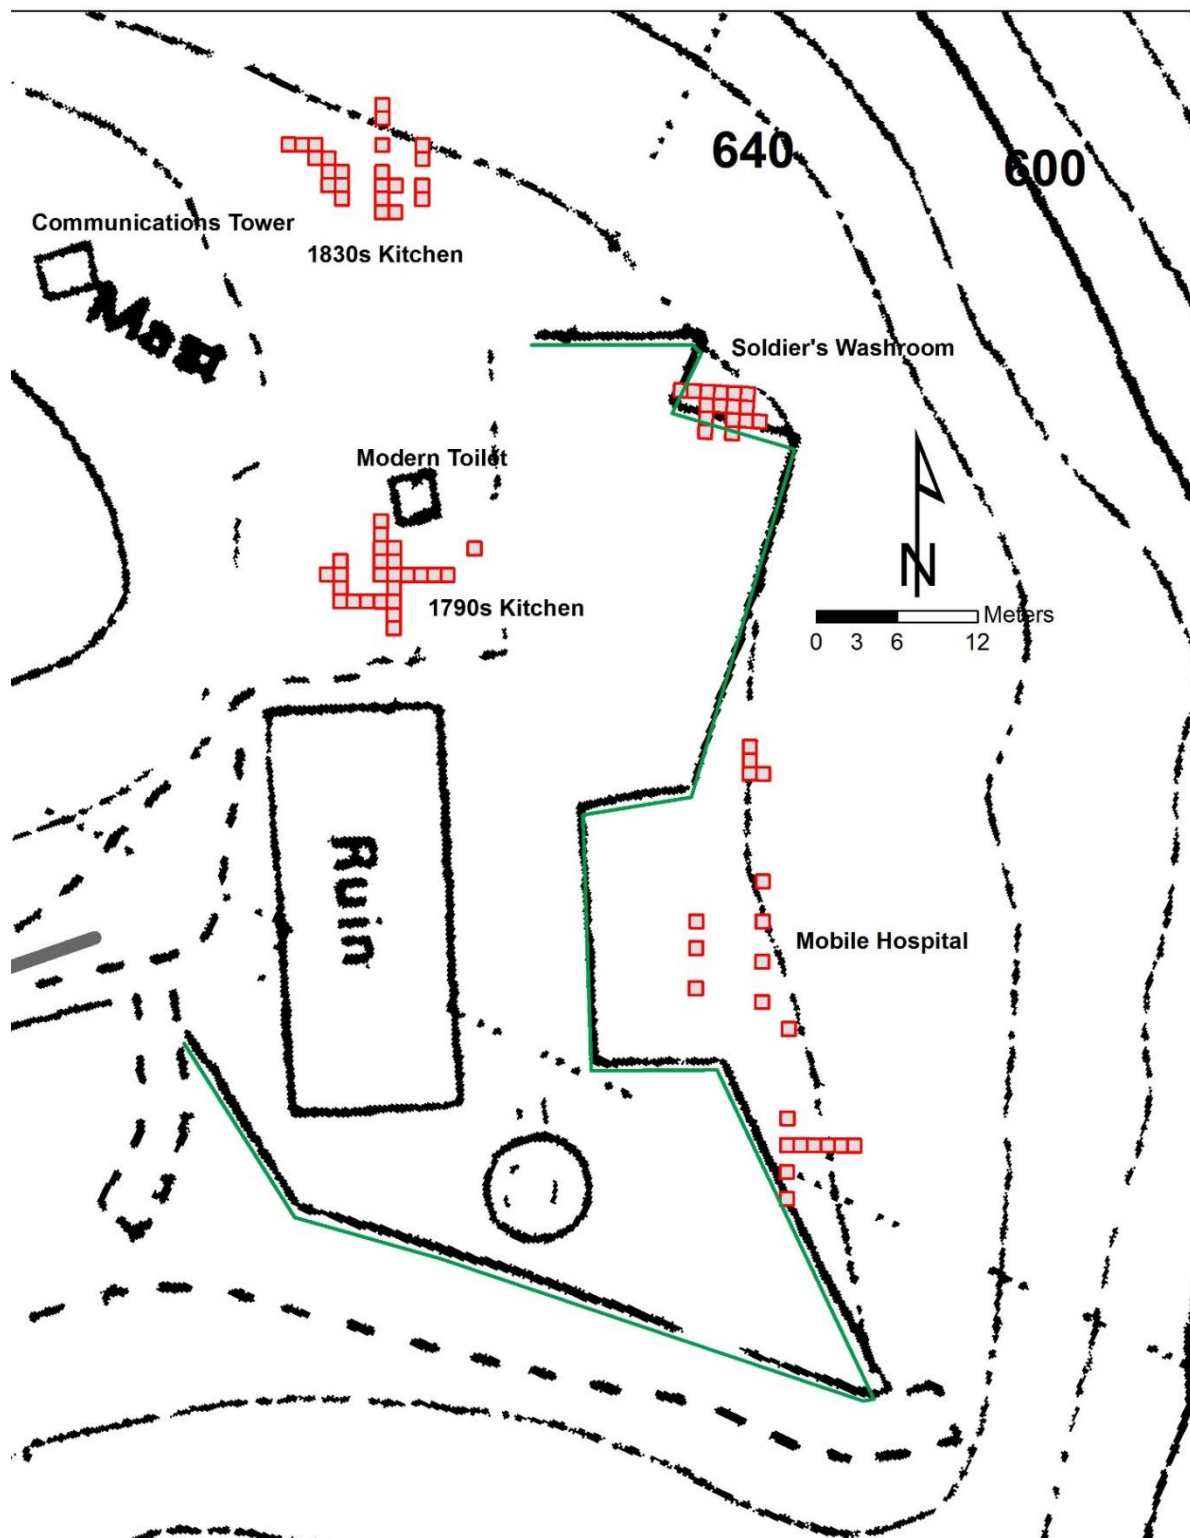 640
600
Communications Tower
1830s Kitchen
Mo
Soldier's Washroom
Modern Toilet
N
1790s Kitchen
Meters
0 3 6 12
Ruin
Mobile Hospital